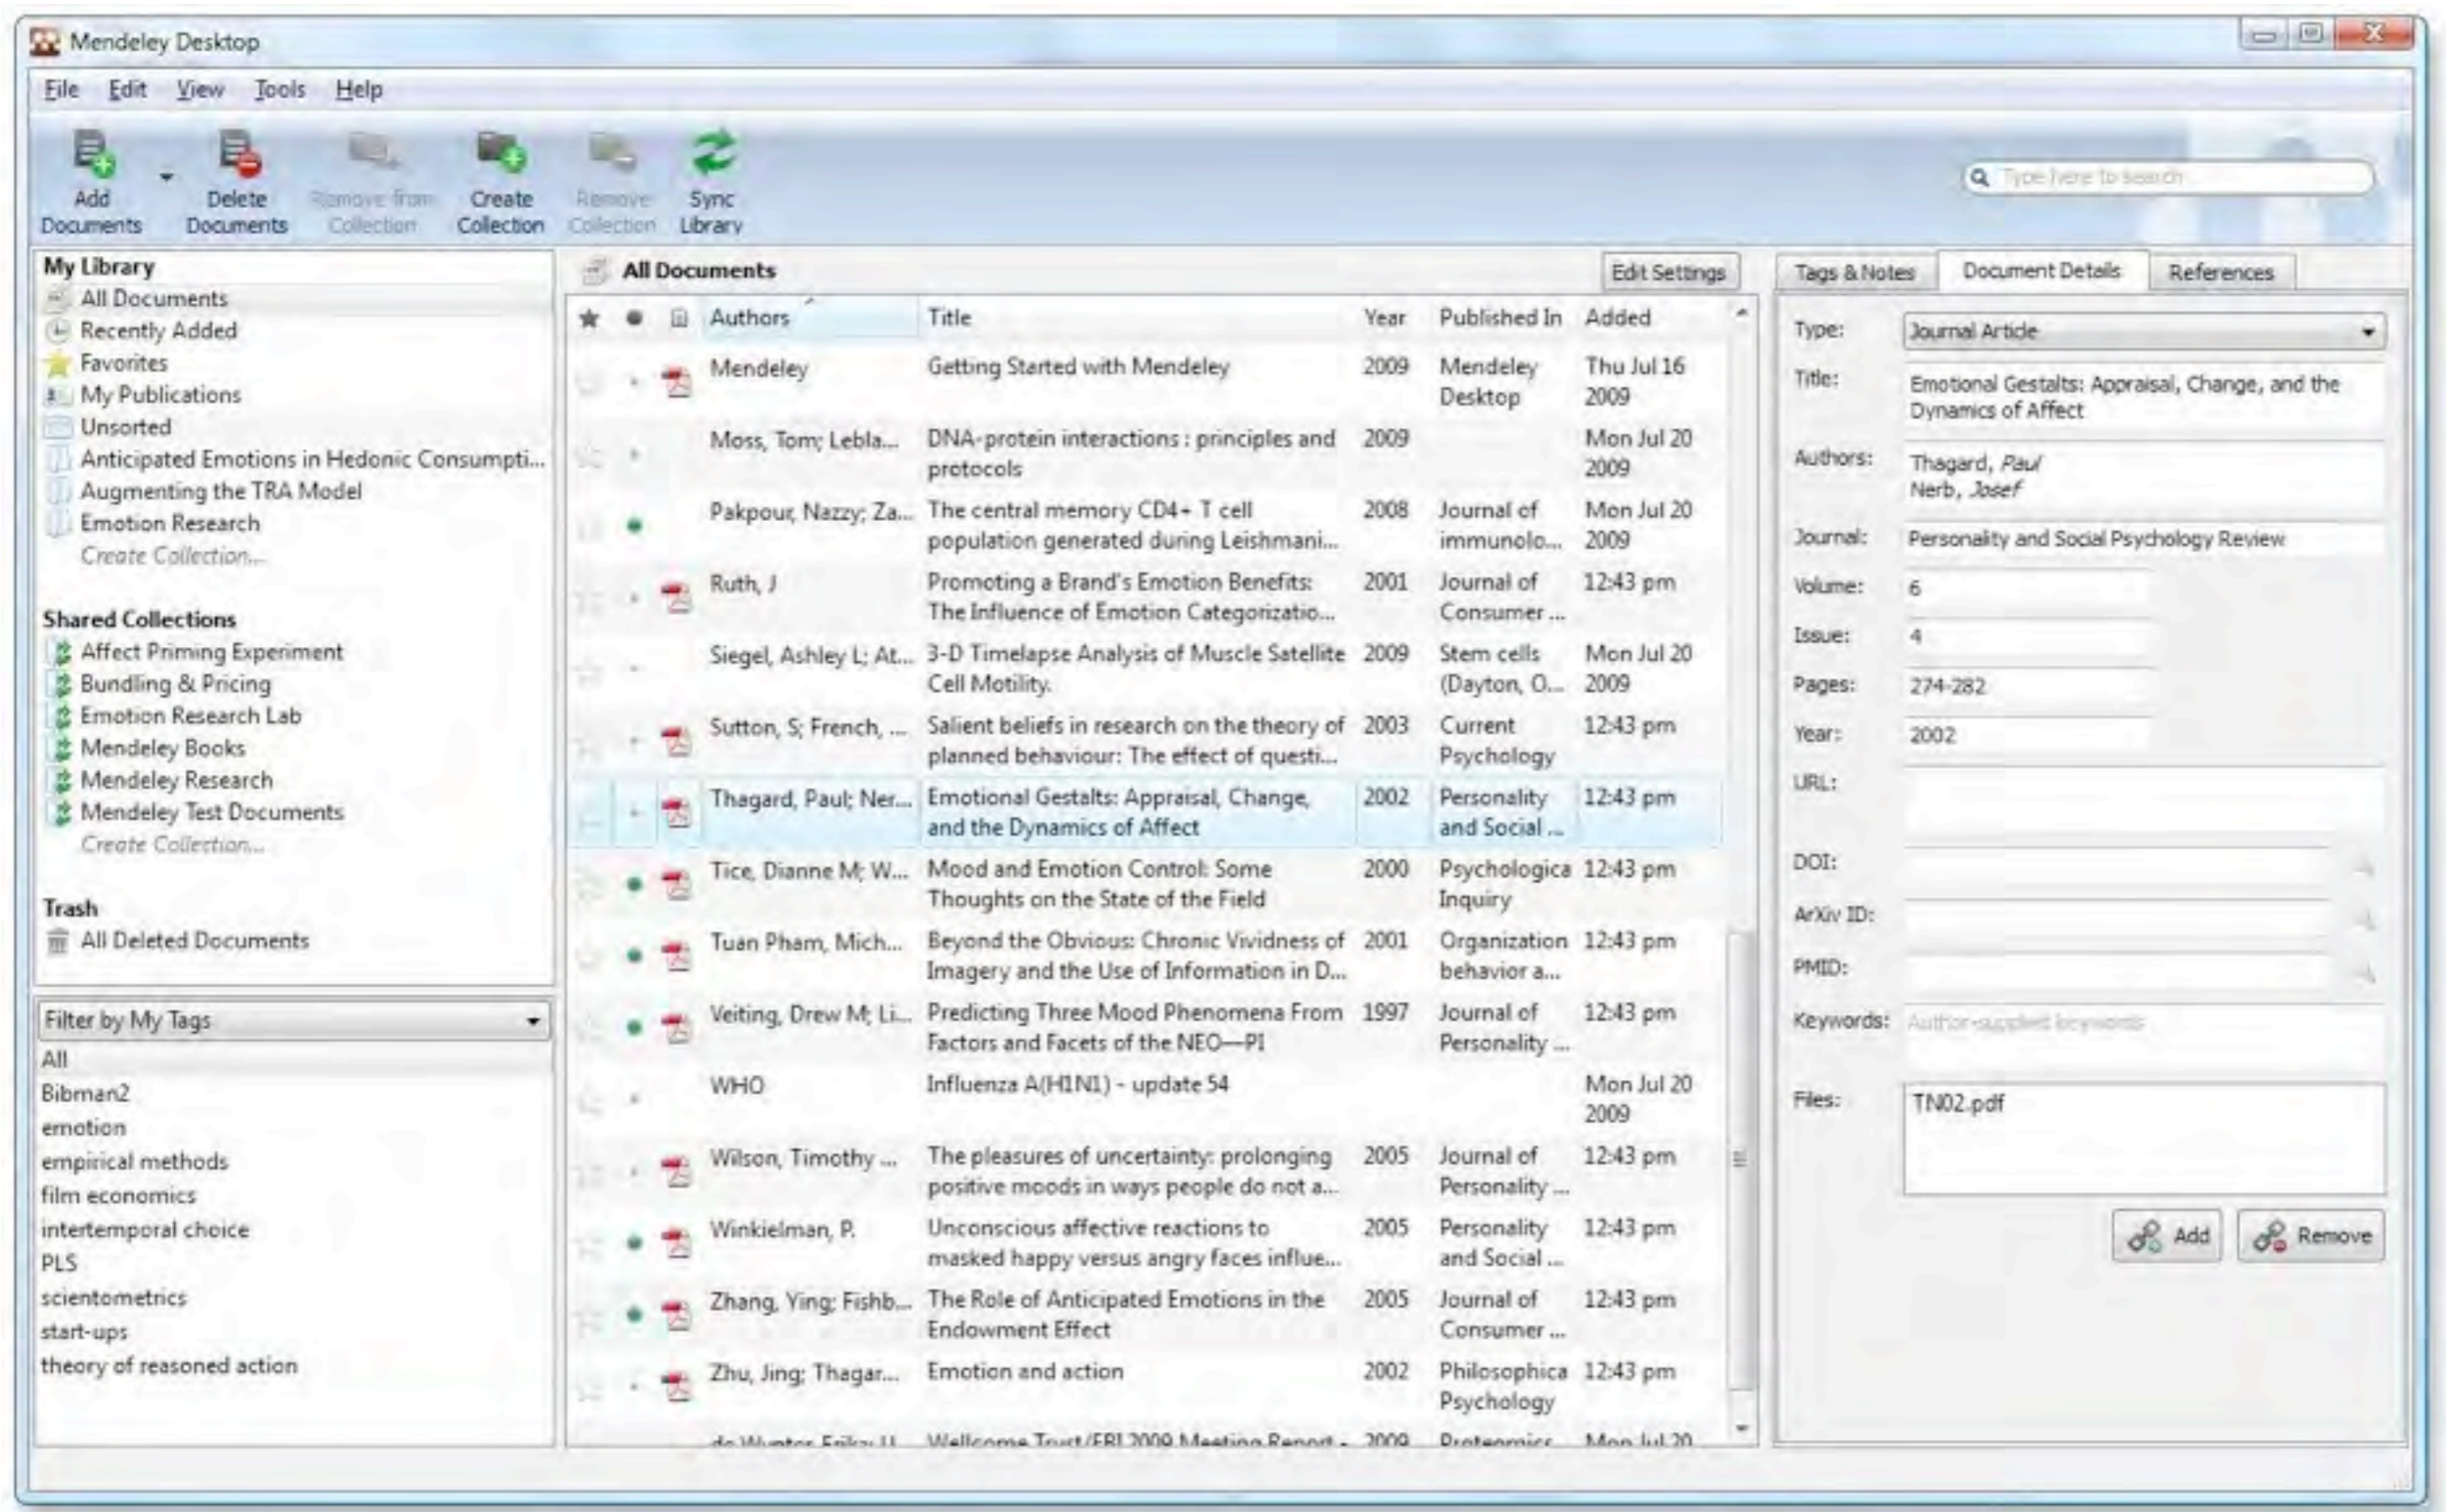 Mendeley Desktop
File Edit View Tools Help
Add Documents
Delete Documents
Remove from Collection
Create Collection
Remove Collection
Sync Library
Type here to search
My Library
All Documents
Recently Added
Favorites
My Publications
Unsorted
Anticipated Emotions in Hedonic Consumpti...
Augmenting the TRA Model
Emotion Research
Create Collection...
Shared Collections
Affect Priming Experiment
Bundling & Pricing
Emotion Research Lab
Mendeley Books
Mendeley Research
Mendeley Test Documents
Create Collection...
Trash
All Deleted Documents
Filter by My Tags
All
Bibman2
emotion
empirical methods
film economics
intertemporal choice
PLS
scientometrics
start-ups
theory of reasoned action
All Documents
Edit Settings
Authors Title Year Published In Added
Mendeley Getting Started with Mendeley 2009 Mendeley Thu Jul 16
Desktop 2009
Moss, Tom; Lebla... DNA-protein interactions : principles and 2009 Mon Jul 20
protocols 2009
Pakpour, Nazzy; Za... The central memory CD4+ T cell 2008 Journal of Mon Jul 20
population generated during Leishmani... immunolo... 2009
Ruth, J Promoting a Brand's Emotion Benefits: 2001 Journal of 12:43 pm
The Influence of Emotion Categorizatio... Consumer ...
Siegel, Ashley L; At... 3-D Timelapse Analysis of Muscle Satellite 2009 Stem cells Mon Jul 20
Cell Motility. (Dayton, O... 2009
Sutton, S; French, ... Salient beliefs in research on the theory of 2003 Current 12:43 pm
planned behaviour: The effect of questi... Psychology
Thagard, Paul; Ner... Emotional Gestalts: Appraisal, Change, 2002 Personality 12:43 pm
and the Dynamics of Affect and Social ...
Tice, Dianne M; W... Mood and Emotion Control: Some 2000 Psychologica 12:43 pm
Thoughts on the State of the Field Inquiry
Tuan Pham, Mich... Beyond the Obvious: Chronic Vividness of 2001 Organization 12:43 pm
Imagery and the Use of Information in D... behavior a...
Veiting, Drew M; Li... Predicting Three Mood Phenomena From 1997 Journal of 12:43 pm
Factors and Facets of the NEO—PI Personality ...
WHO Influenza A(H1N1) - update 54 Mon Jul 20
2009
Wilson, Timothy ... The pleasures of uncertainty: prolonging 2005 Journal of 12:43 pm
positive moods in ways people do not a... Personality ...
Winkielman, P. Unconscious affective reactions to 2005 Personality 12:43 pm
masked happy versus angry faces influe... and Social ...
Zhang, Ying; Fishb... The Role of Anticipated Emotions in the 2005 Journal of 12:43 pm
Endowment Effect Consumer ...
Zhu, Jing; Thagar... Emotion and action 2002 Philosophica 12:43 pm
Psychology
Wellcome Trust/EBI 2009 Meeting Report - 2009 Proteomics Mon Jul 20
Tags & Notes Document Details References
Type: Journal Article
Title: Emotional Gestalts: Appraisal, Change, and the
Dynamics of Affect
Authors: Thagard, Paul
Nerb, Josef
Journal: Personality and Social Psychology Review
Volume: 6
Issue: 4
Pages: 274-282
Year: 2002
URL:
DOI:
ArXiv ID:
PMID:
Keywords: Author-supplied keywords
Files: TN02.pdf
Add Remove